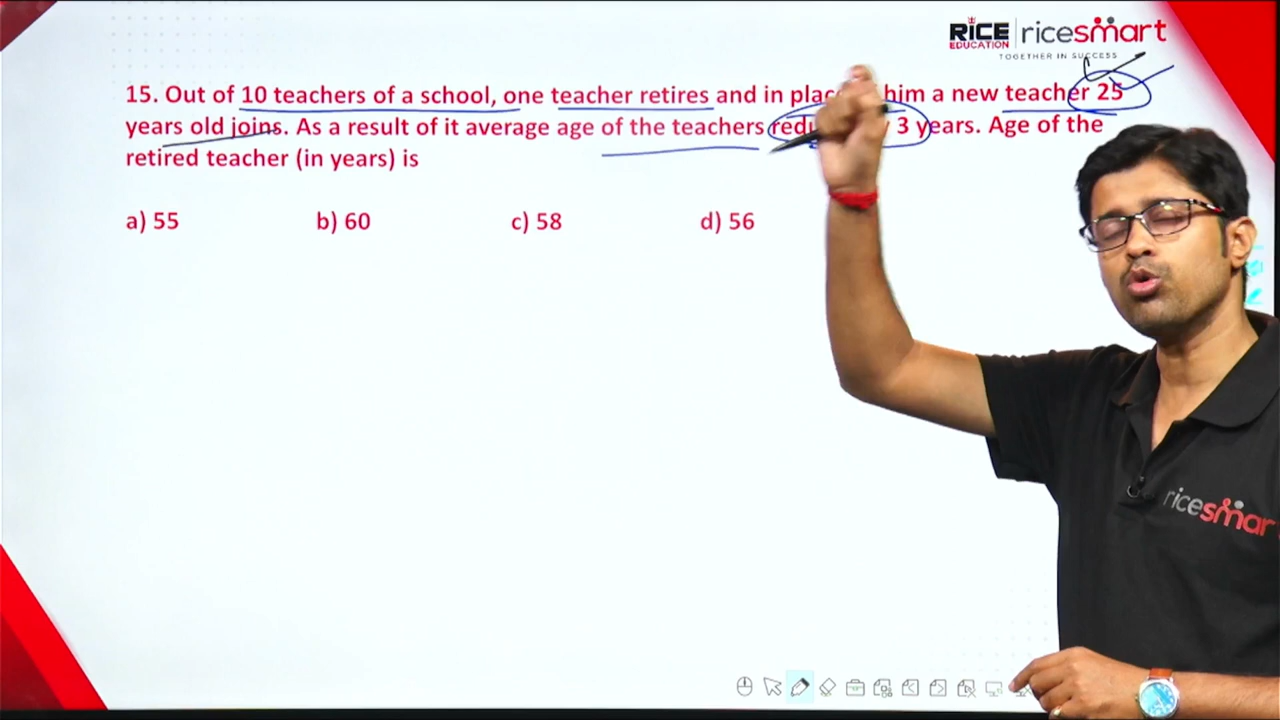 RICE
EDUCATION
ricesmart
TOGETHER IN SUCCESS
15. Out of 10 teachers of a school, one teacher retires and in place him a new teacher 25
years old joins. As a result of it average age of the teachers 3 years. Age of the
retired teacher (in years) is
a) 55 b) 60 c) 58 d) 56
ricesmar